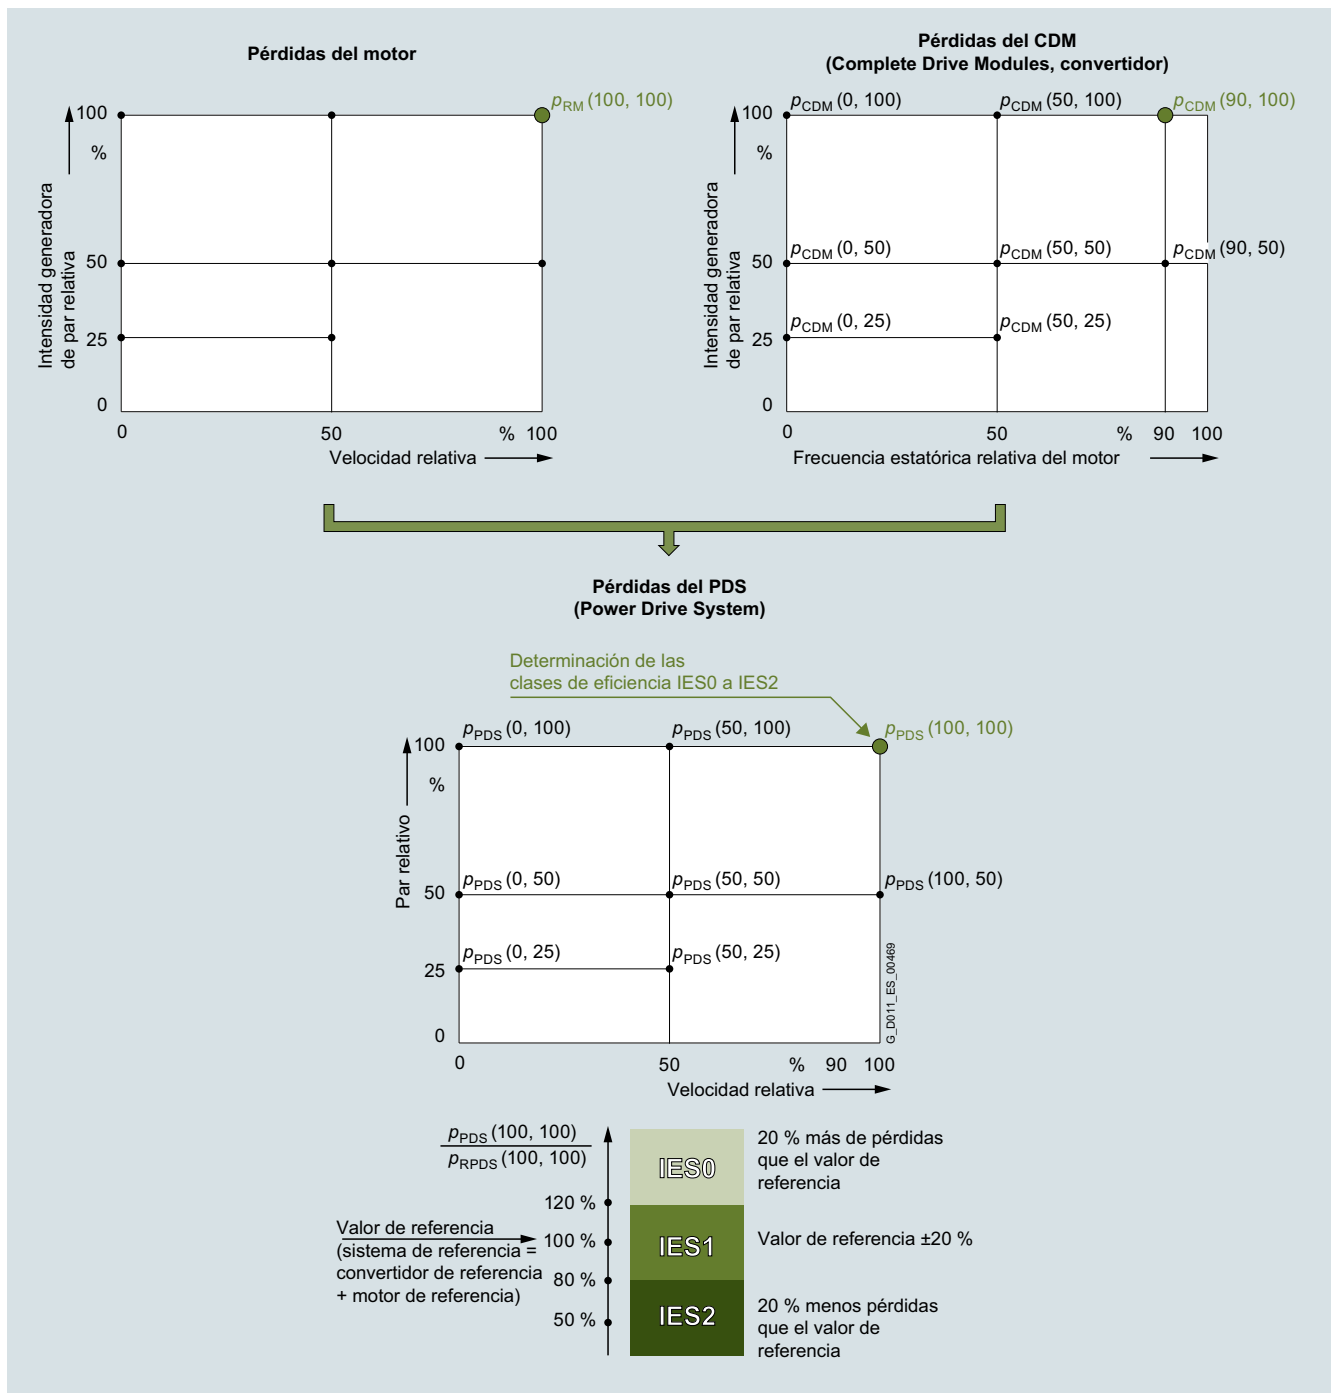 Pérdidas del motor
Pérdidas del CDM
(Complete Drive Modules, convertidor)
pRM (100, 100)
100
%
50
25
0
Intensidad generadora
de par relativa
0
50
%
100
Velocidad relativa
pCDM (0, 100)
pCDM (50, 100)
pCDM (90, 100)
100
%
pCDM (0, 50)
pCDM (50, 50)
pCDM (90, 50)
50
pCDM (0, 25)
pCDM (50, 25)
25
0
Intensidad generadora
de par relativa
0
50
%
90
100
Frecuencia estatórica relativa del motor
Pérdidas del PDS
(Power Drive System)
Determinación de las
clases de eficiencia IES0 a IES2
pPDS (0, 100)
pPDS (50, 100)
pPDS (100, 100)
100
%
Par relativo
pPDS (0, 50)
pPDS (50, 50)
pPDS (100, 50)
50
pPDS (0, 25)
pPDS (50, 25)
25
0
G_D011_ES_00469
0
50
%
90
100
Velocidad relativa
pPDS (100, 100)
pRPDS (100, 100)
IES0
20 % más de pérdidas
que el valor de
referencia
120 %
Valor de referencia
(sistema de referencia =
convertidor de referencia
+ motor de referencia)
100 %
IES1
Valor de referencia ±20 %
80 %
50 %
IES2
20 % menos pérdidas
que el valor de
referencia